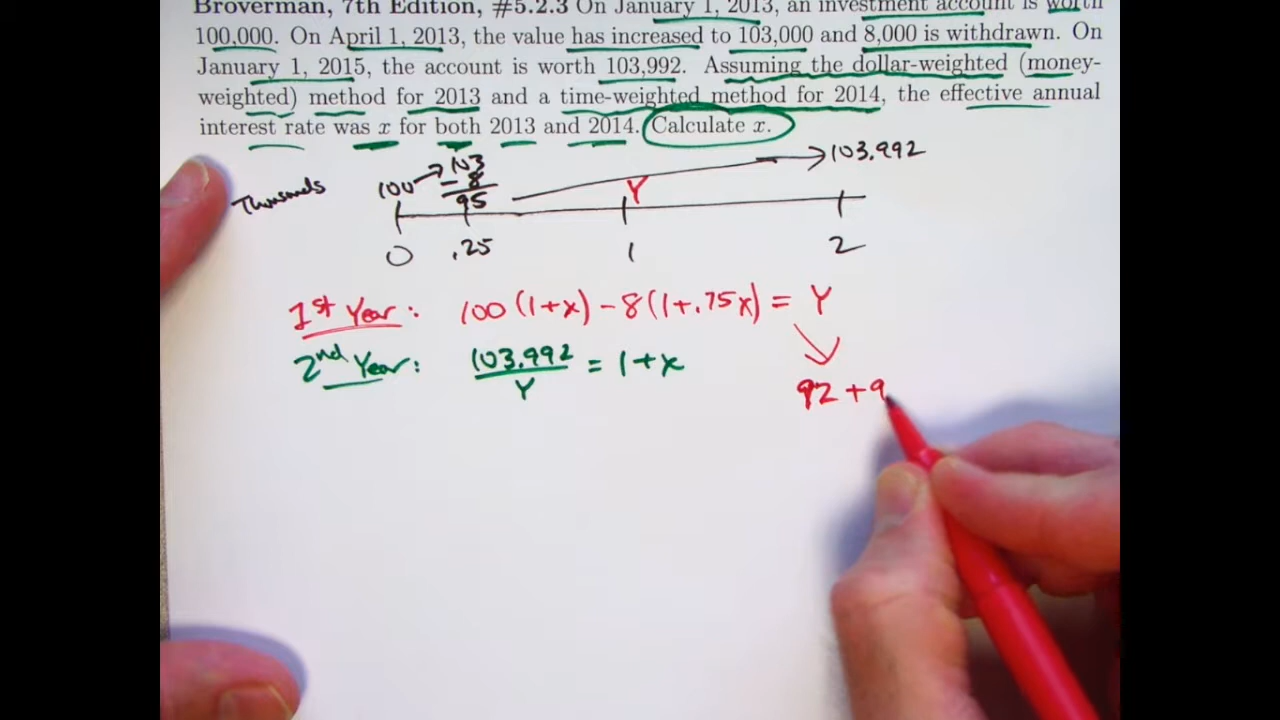 Broverman, 7th Edition, #5.2.3 On January 1, 2013, an investment account is worth
100,000. On April 1, 2013, the value has increased to 103,000 and 8,000 is withdrawn. On
January 1, 2015, the account is worth 103,992. Assuming the dollar-weighted (money-
weighted) method for 2013 and a time-weighted method for 2014, the effective annual
interest rate was x for both 2013 and 2014. Calculate x.
Thousands 100 → 103 → 103.992
- 8
95 Y
0 .25 1 2
1st Year: 100(1+x) - 8(1+.75x) = Y
2nd Year: 103.992/Y = 1+x
92 + 9